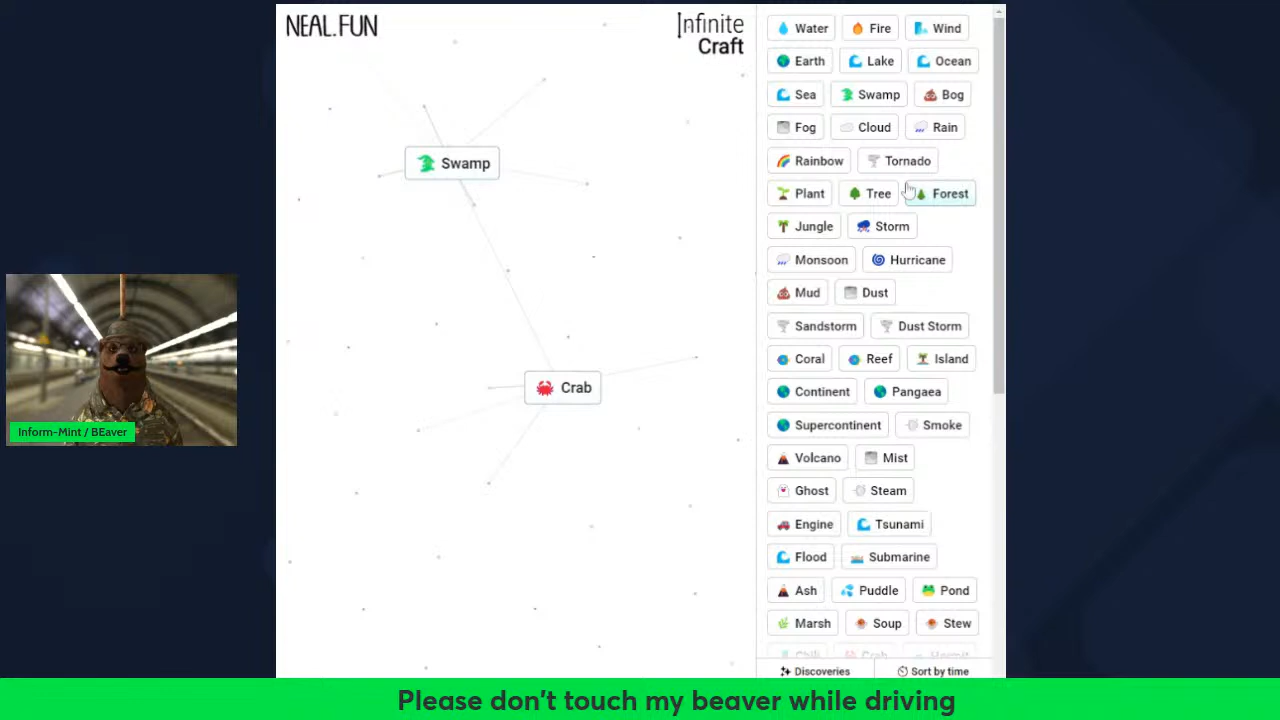 NEAL.FUN
Infinite
Craft
Swamp
Crab
Water Fire Wind
Earth Lake Ocean
Sea Swamp Bog
Fog Cloud Rain
Rainbow Tornado
Plant Tree Forest
Jungle Storm
Monsoon Hurricane
Mud Dust
Sandstorm Dust Storm
Coral Reef Island
Continent Pangaea
Supercontinent Smoke
Volcano Mist
Ghost Steam
Engine Tsunami
Flood Submarine
Ash Puddle Pond
Marsh Soup Stew
Chili Crab Hermit
Discoveries Sort by time
Inform-Mint / BEaver
Please don't touch my beaver while driving